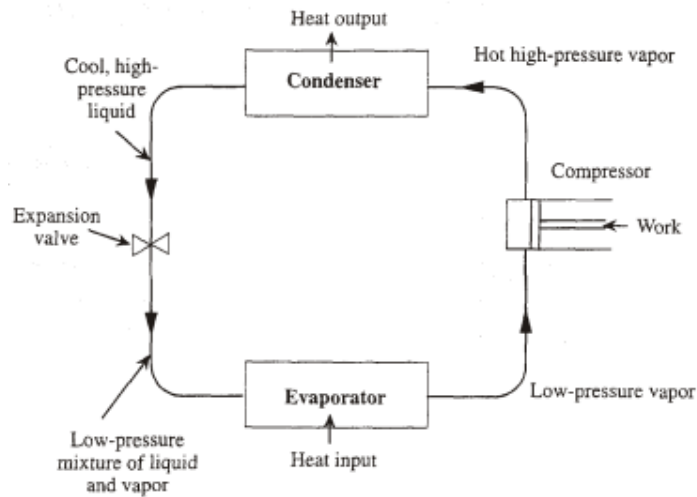 Heat output
Condenser
Hot high-pressure vapor
Cool, high-
pressure
liquid
Compressor
Expansion
valve
Work
Evaporator
Low-pressure vapor
Low-pressure
mixture of liquid
and vapor
Heat input